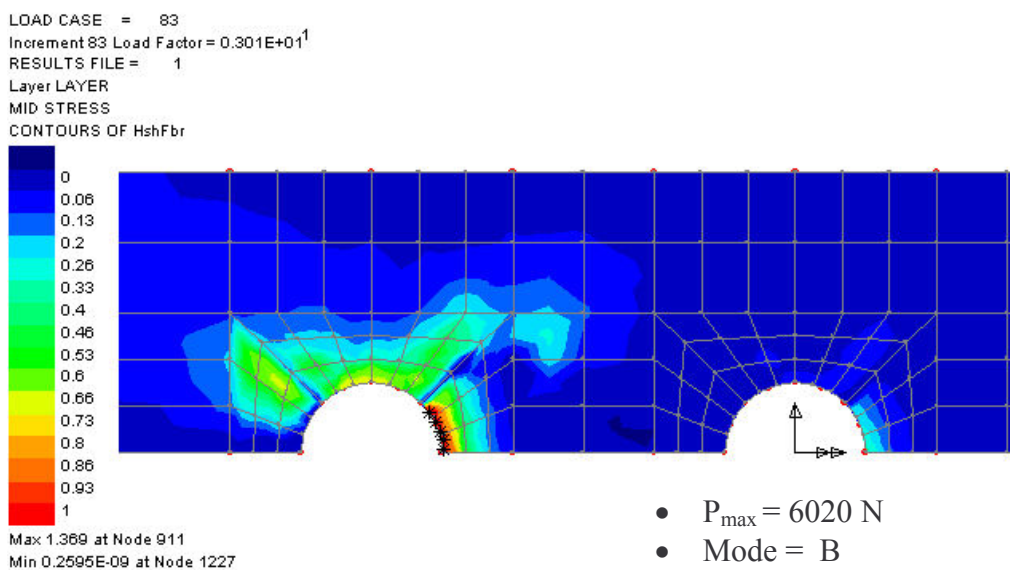 LOAD CASE = 83
Increment 83 Load Factor = 0.301E+01¹
RESULTS FILE = 1
Layer LAYER
MID STRESS
CONTOURS OF HshFbr
0
0.06
0.13
0.2
0.26
0.33
0.4
0.46
0.53
0.6
0.66
0.73
0.8
0.86
0.93
1
Max 1.369 at Node 911
Min 0.2595E-09 at Node 1227
• Pmax = 6020 N
• Mode = B